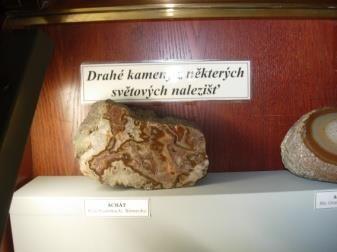 Drahé kameny z některých
světových nalezišť
ACHÁT